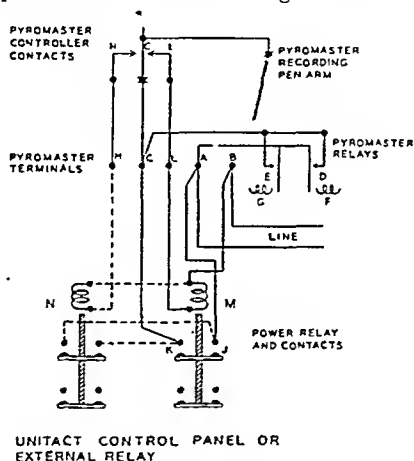 PYROMASTER
CONTROLLER
CONTACTS
H C L
PYROMASTER
RECORDING
PEN ARM
PYROMASTER
RELAYS
PYROMASTER
TERMINALS
H C L A B
E D
G F
LINE
N M
POWER RELAY
AND CONTACTS
K J
UNITACT CONTROL PANEL OR
EXTERNAL RELAY